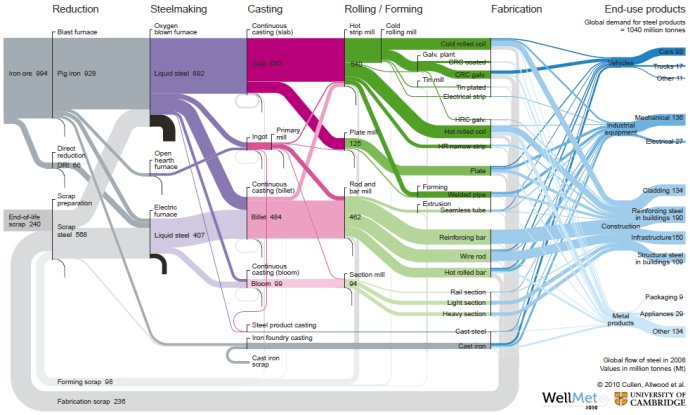 Reduction
Steelmaking
Casting
Rolling / Forming
Fabrication
End-use products
Global demand for steel products
= 1040 million tonnes
Blast furnace
Oxygen
blown furnace
Continuous
casting (slab)
Hot
strip mill
Cold
rolling mill
Iron ore 994
Pig iron 928
Liquid steel 892
Slab 840
540
Galv. plant
Tin mill
Cold rolled coil
CRC coated
CRC galv.
Tin plated
Electrical strip
Vehicles
Cars 93
Trucks 17
Other 11
HRC galv.
Hot rolled coil
HR narrow strip
Industrial
equipment
Mechanical 136
Electrical 27
Direct
reduction
DRI 66
Open
hearth furnace
Ingot
Primary
mill
Plate mill
125
Plate
Scrap
preparation
End-of-life
scrap 240
Scrap
steel 568
Electric
furnace
Liquid steel 407
Continuous
casting (billet)
Billet 484
Rod and
bar mill
462
Forming
Welded pipe
Extrusion
Seamless tube
Reinforcing bar
Wire rod
Hot rolled bar
Construction
Cladding 134
Reinforcing steel
in buildings 190
Infrastructure150
Structural steel
in buildings 109
Continuous
casting (bloom)
Bloom 99
Section mill
94
Rail section
Light section
Heavy section
Steel product casting
Cast steel
Iron foundry casting
Cast iron
Cast iron
scrap
Metal
products
Packaging 9
Appliances 29
Other 134
Forming scrap 98
Fabrication scrap 236
Global flow of steel in 2008
Values in million tonnes (Mt)
© 2010 Cullen, Allwood et al.
WellMet
2050
UNIVERSITY OF
CAMBRIDGE